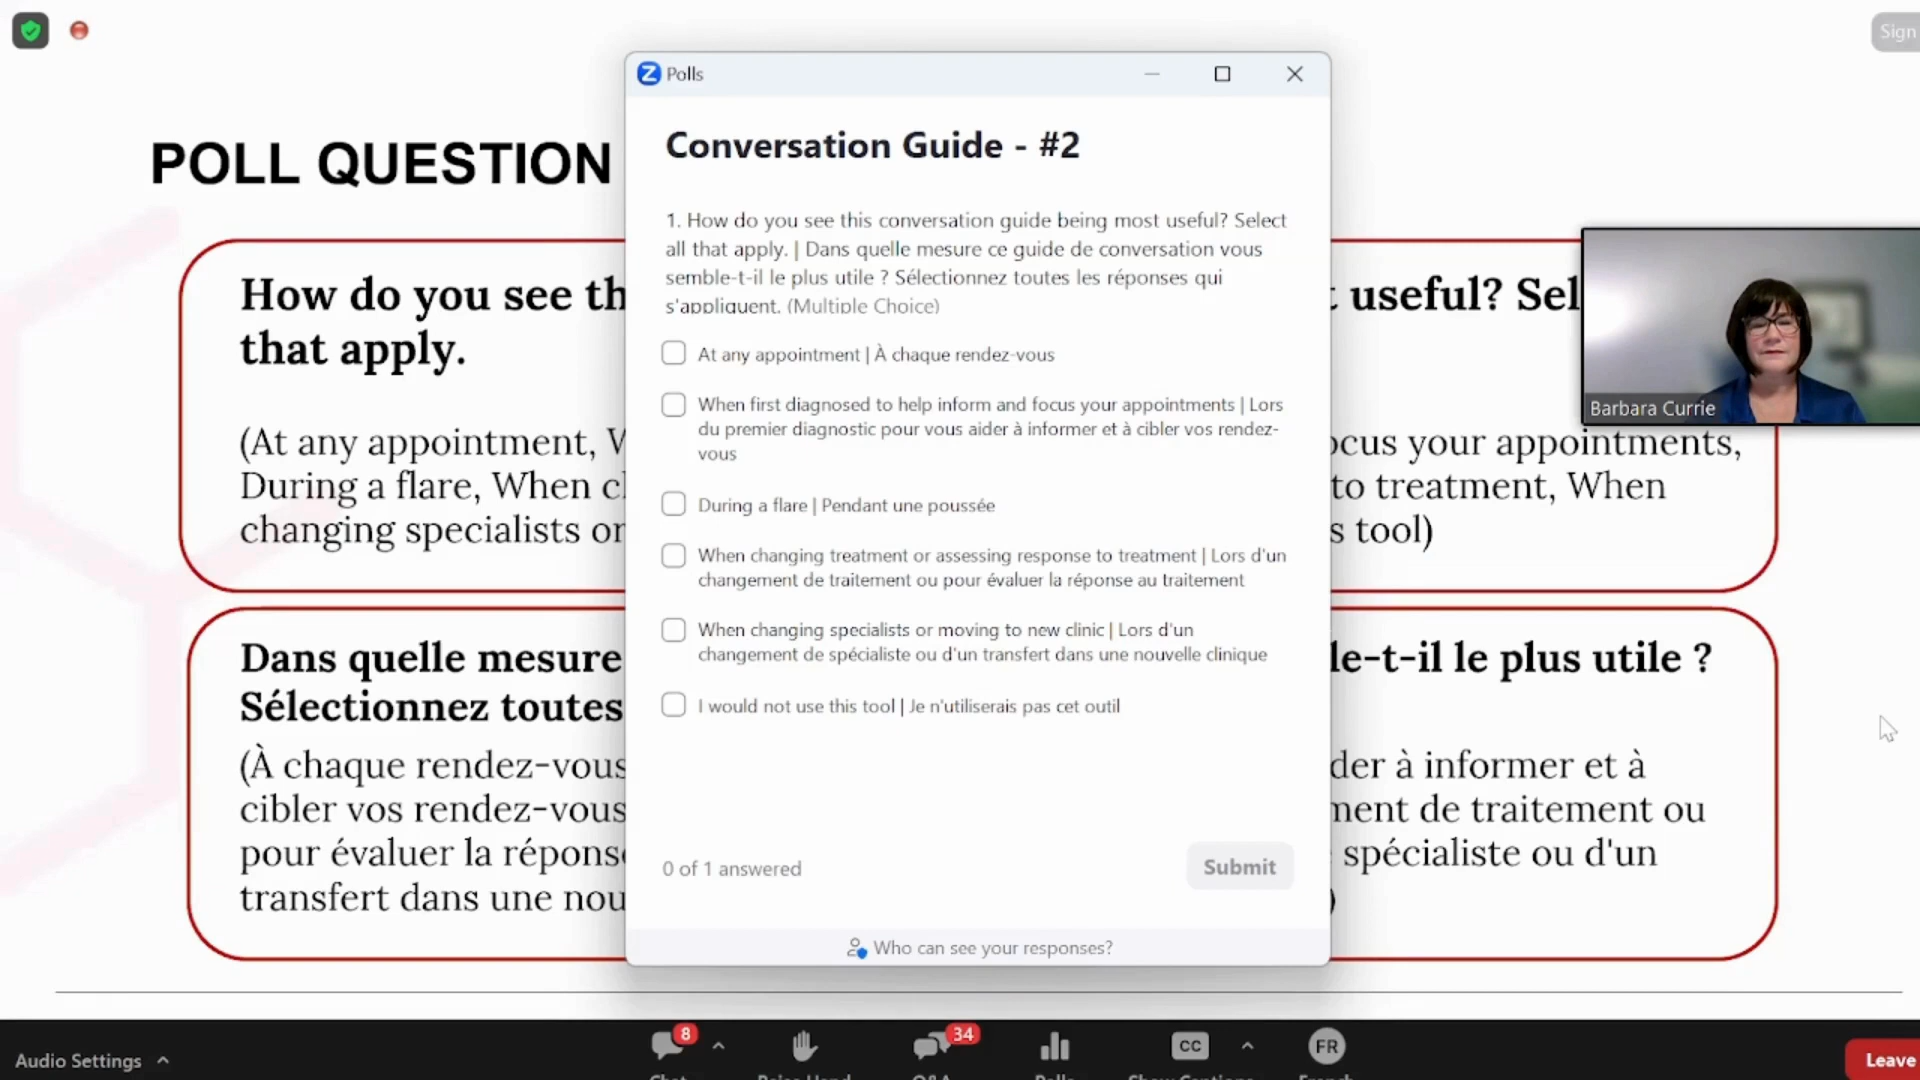 Sign
Polls
POLL QUESTION
Conversation Guide - #2
1. How do you see this conversation guide being most useful? Select
all that apply. | Dans quelle mesure ce guide de conversation vous
semble-t-il le plus utile ? Sélectionnez toutes les réponses qui
s'appliquent. (Multiple Choice)
At any appointment | À chaque rendez-vous
When first diagnosed to help inform and focus your appointments | Lors
du premier diagnostic pour vous aider à informer et à cibler vos rendez-
vous
During a flare | Pendant une poussée
When changing treatment or assessing response to treatment | Lors d'un
changement de traitement ou pour évaluer la réponse au traitement
When changing specialists or moving to new clinic | Lors d'un
changement de spécialiste ou d'un transfert dans une nouvelle clinique
I would not use this tool | Je n'utiliserais pas cet outil
0 of 1 answered
Submit
Who can see your responses?
How do you see th
useful? Sel
that apply.
(At any appointment, W
ocus your appointments,
During a flare, When c
to treatment, When
changing specialists or
s tool)
Dans quelle mesure
le-t-il le plus utile ?
Sélectionnez toutes
(À chaque rendez-vous
der à informer et à
cibler vos rendez-vous
ment de traitement ou
pour évaluer la répons
spécialiste ou d'un
transfert dans une nou
)
Barbara Currie
Audio Settings
8
34
CC
FR
Leave